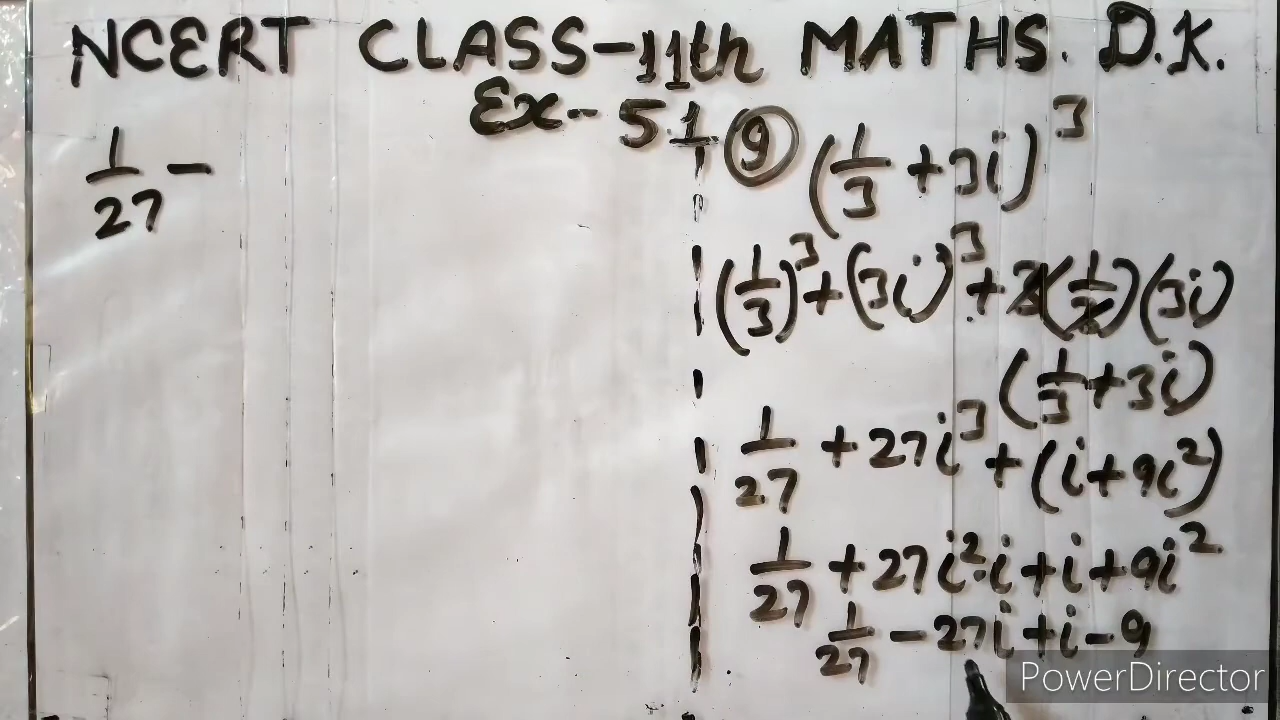 NCERT CLASS-11th MATHS. D.K.
Ex-- 5.1
1/27 -
⑨ (1/3 + 3i)³
(1/3)³ + (3i)³ + 3(1/3)(3i)
(1/3 + 3i)
1/27 + 27i³ + (i + 9i²)
1/27 + 27i².i + i + 9i²
1/27 - 27i + i - 9
PowerDirector